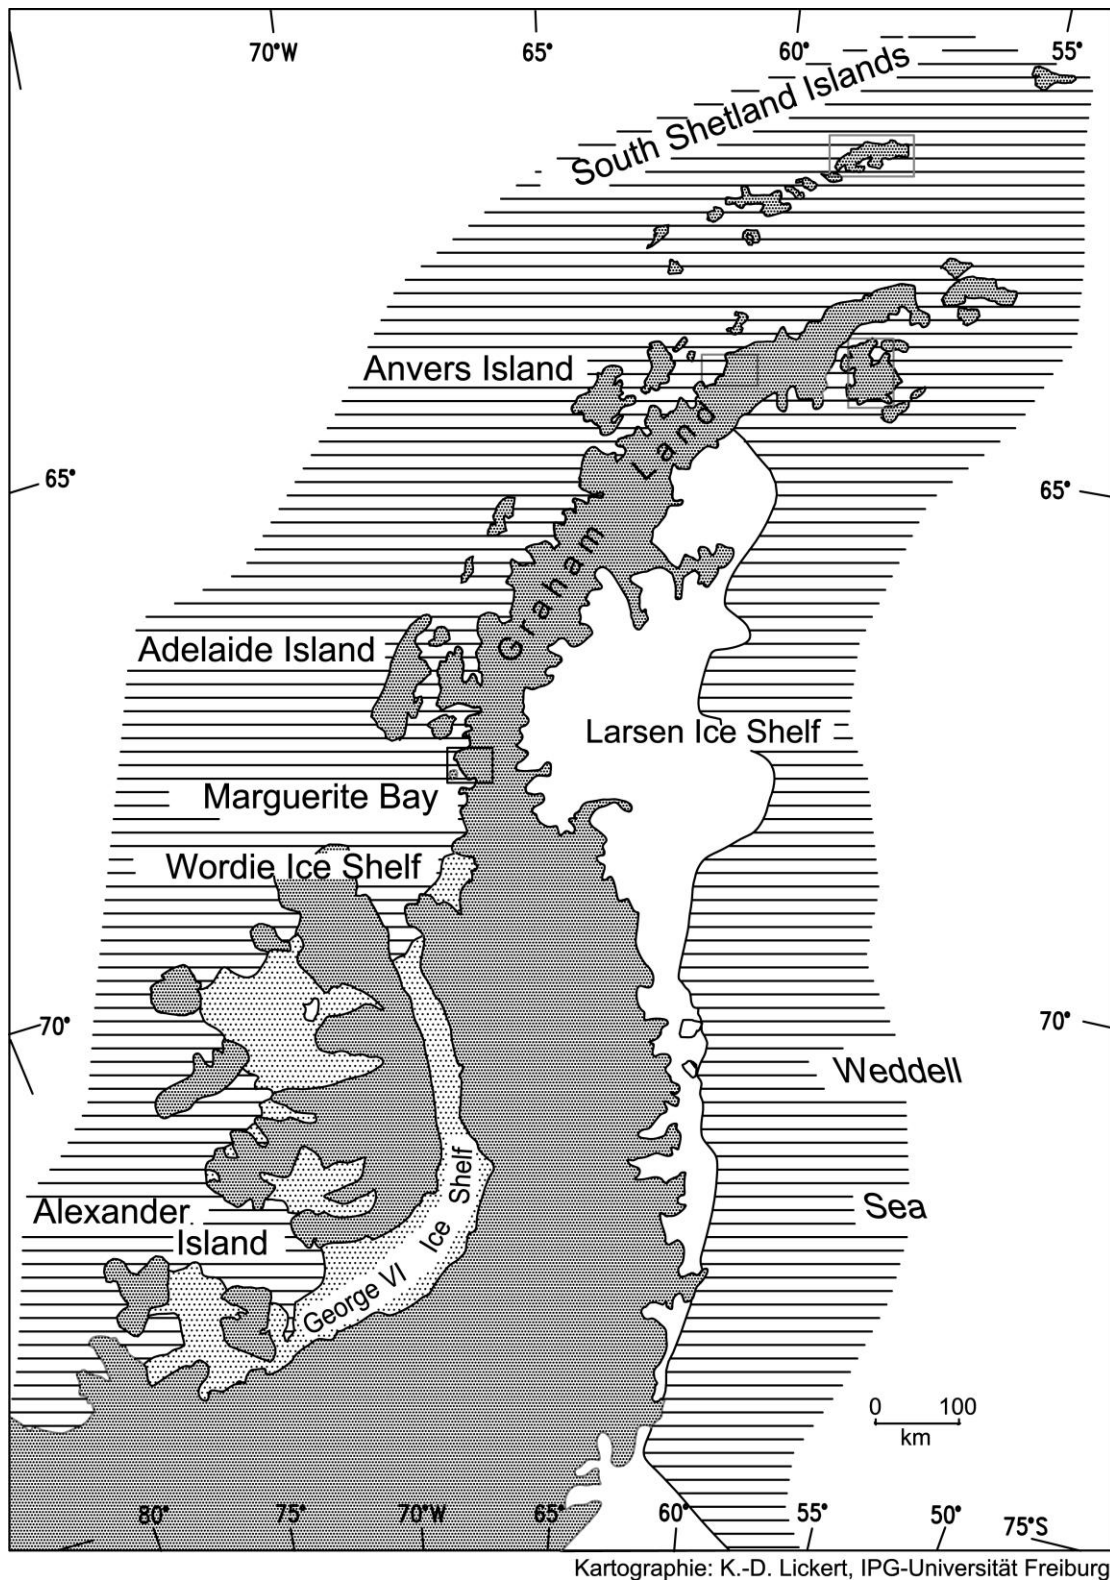 70°W 65° 60° 55°
South Shetland Islands
Anvers Island
Graham Land
65° 65°
Adelaide Island
Larsen Ice Shelf
Marguerite Bay
Wordie Ice Shelf
70° 70°
Weddell
Sea
Alexander
Island
George VI Ice Shelf
0 100
km
80° 75° 70°W 65° 60° 55° 50° 75°S
Kartographie: K.-D. Lickert, IPG-Universität Freiburg